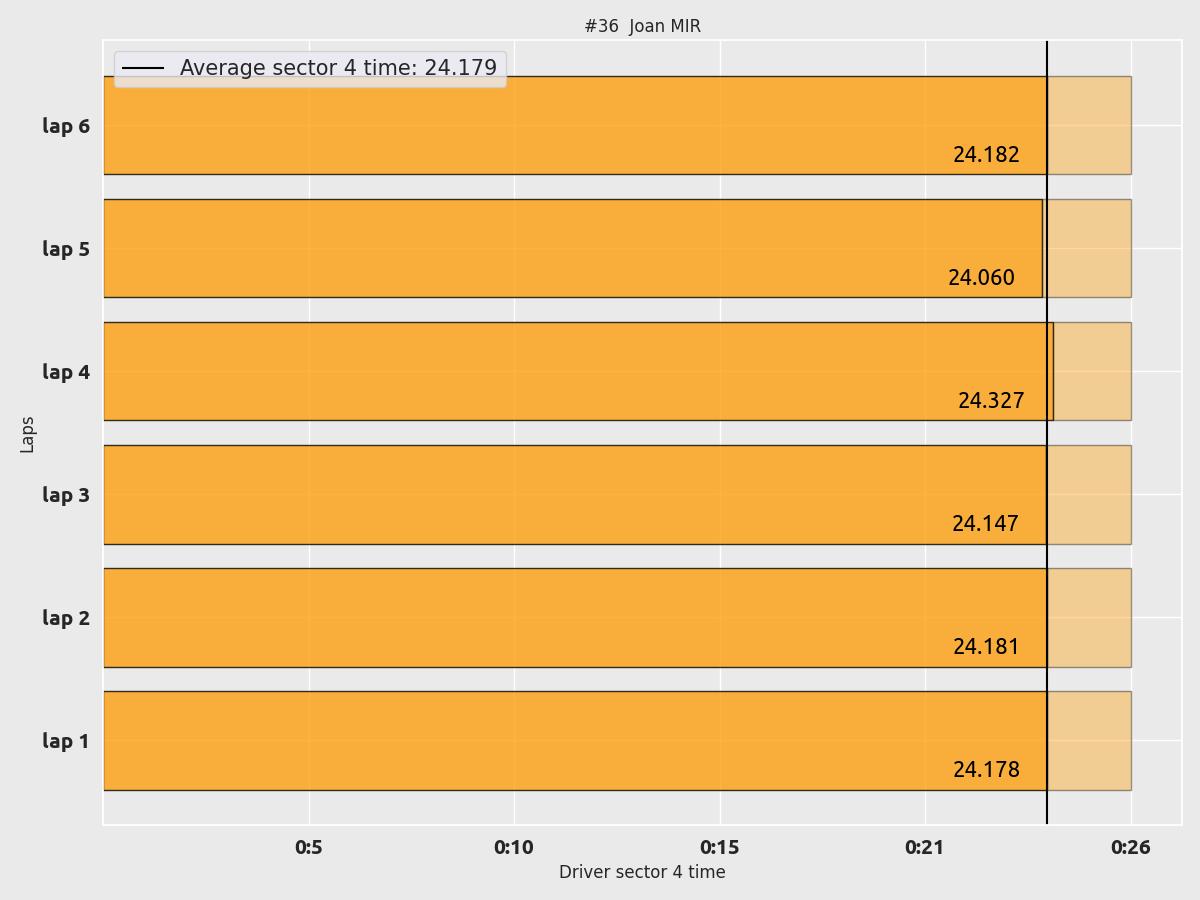 #36 Joan MIR
Average sector 4 time: 24.179
lap 6
24.182
lap 5
24.060
lap 4
24.327
Laps
lap 3
24.147
lap 2
24.181
lap 1
24.178
0:5 0:10 0:15 0:21 0:26
Driver sector 4 time